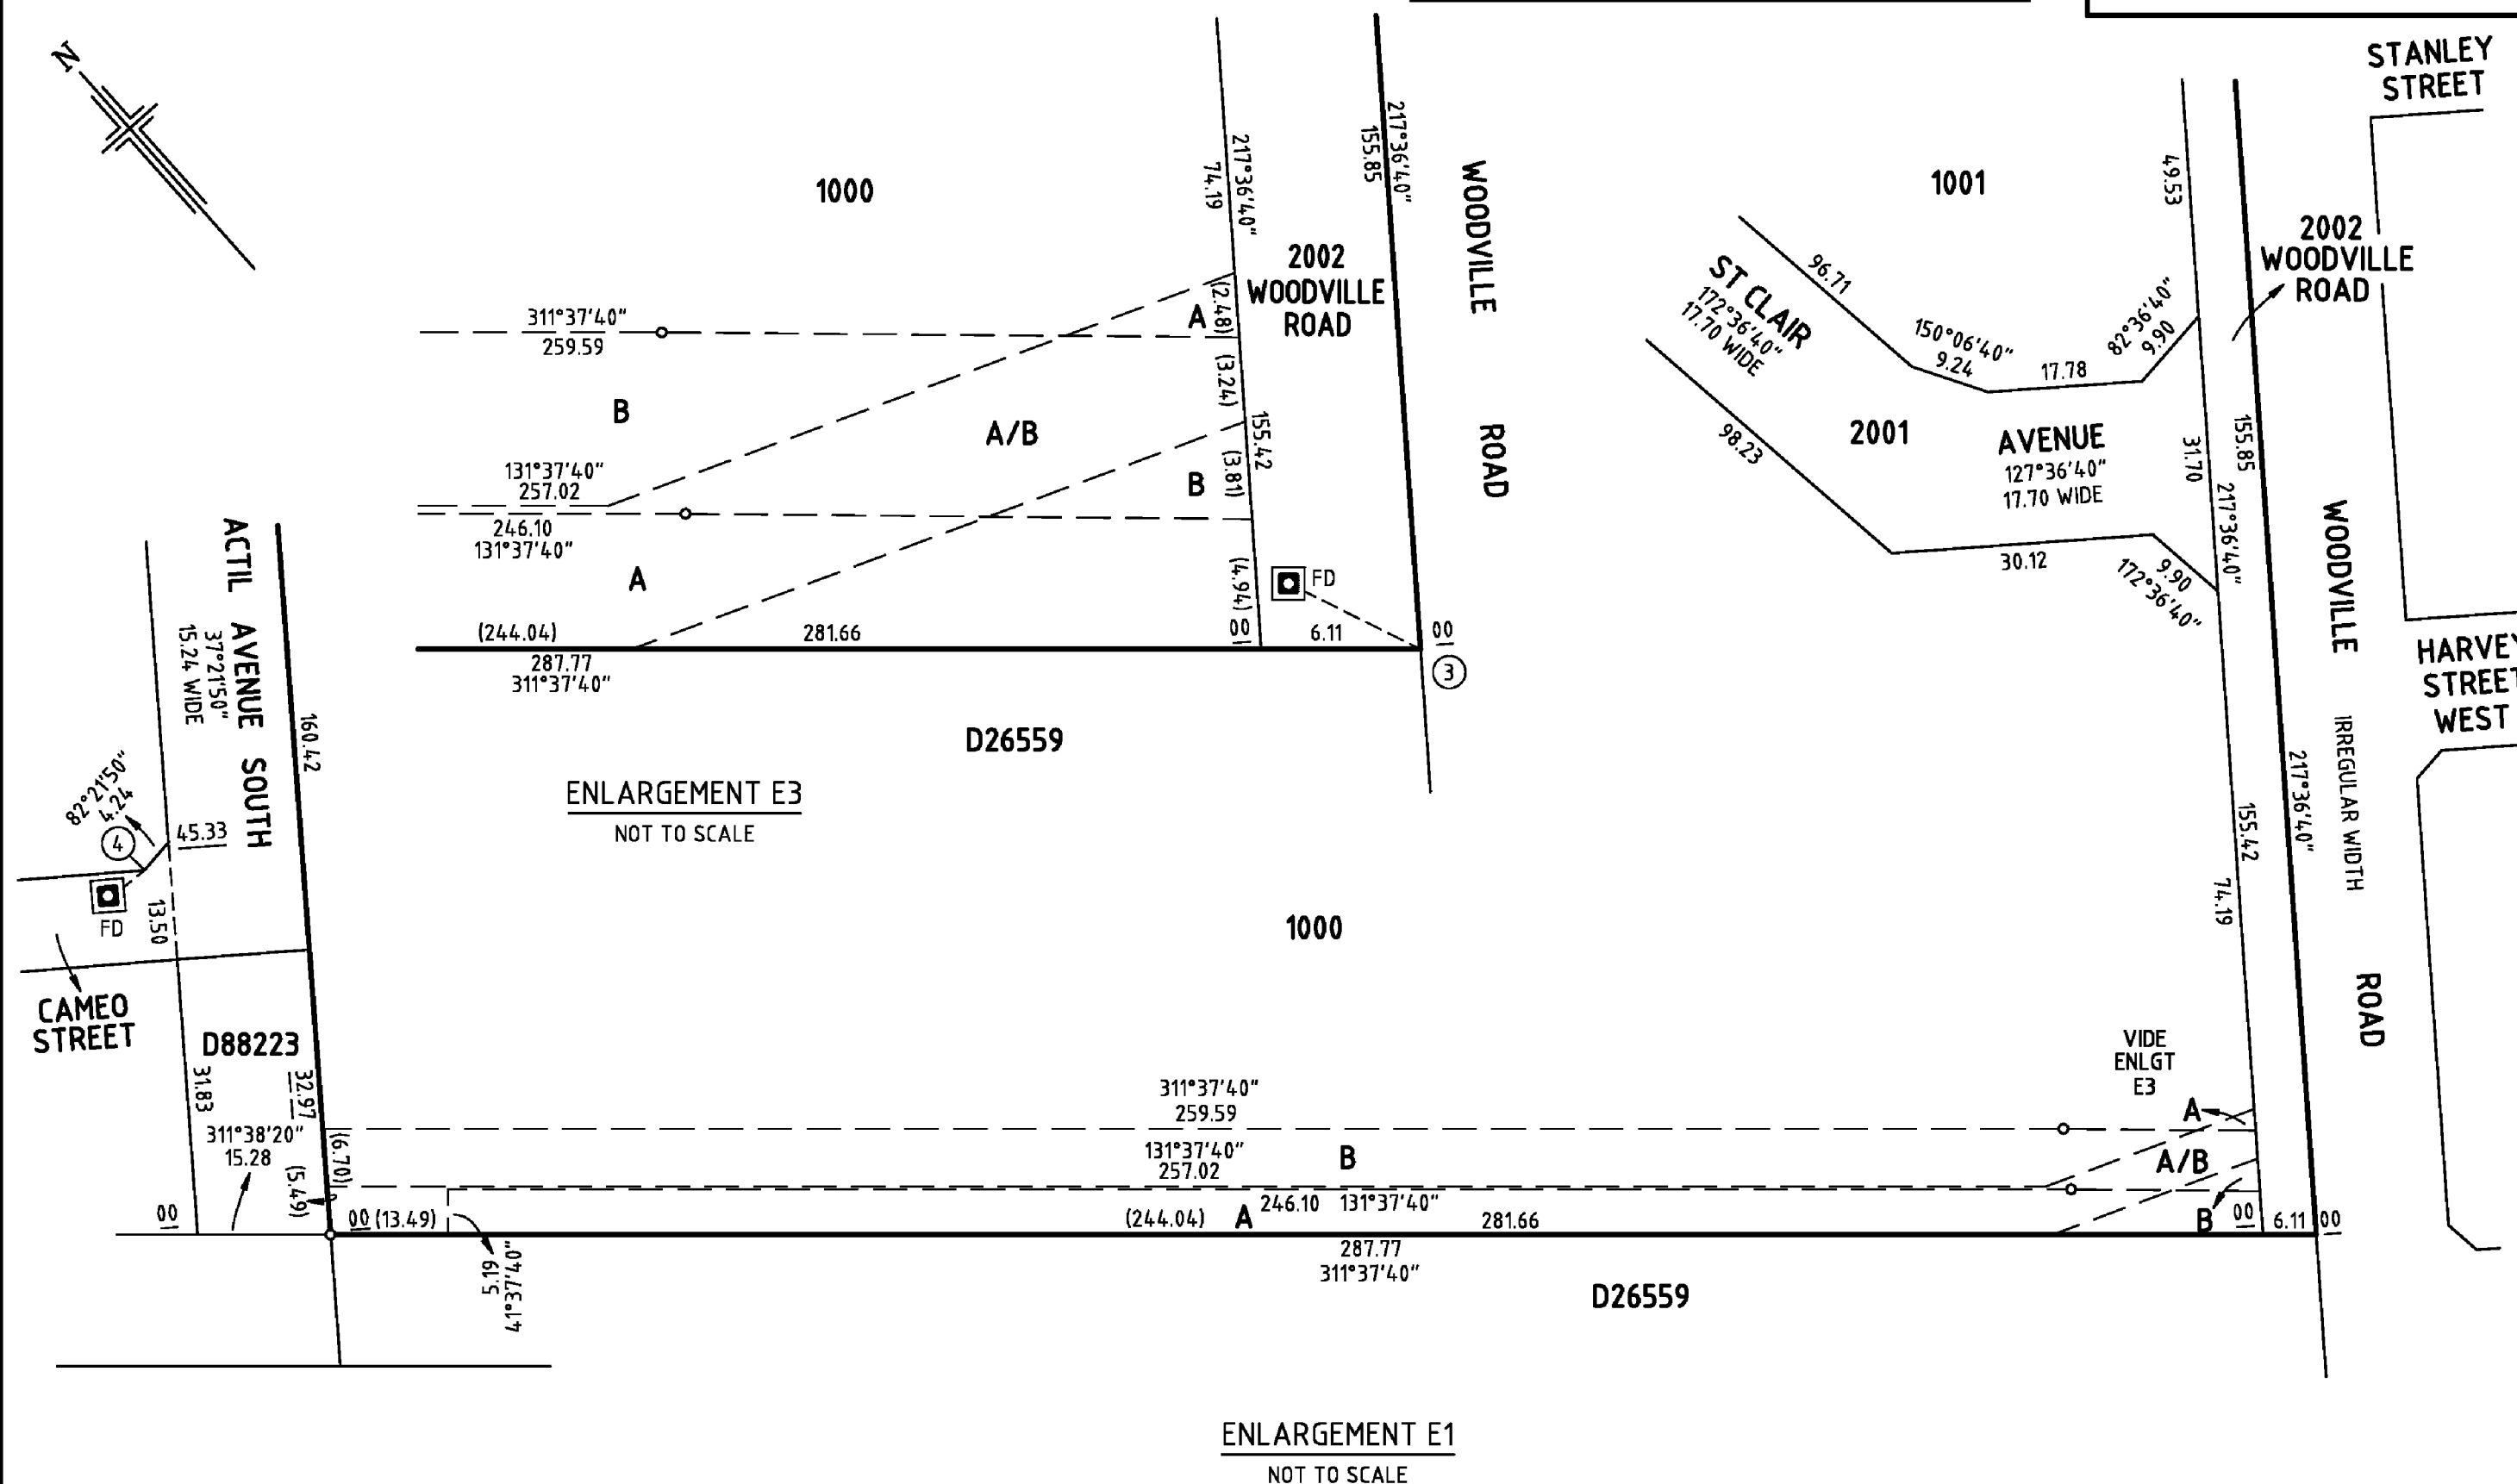 N
1000
217°36'40"
74.19
217°36'40"
155.85
WOODVILLE
ROAD
2002
WOODVILLE
ROAD
311°37'40"
259.59
A
(2.48)
(3.24)
B
A/B
155.42
131°37'40"
257.02
B
(3.81)
246.10
131°37'40"
A
(4.94)
FD
(244.04)
281.66
00
6.11
00
3
287.77
311°37'40"
D26559
ENLARGEMENT E3
NOT TO SCALE
STANLEY
STREET
1001
49.53
2002
WOODVILLE
ROAD
96.71
ST CLAIR
172°36'40"
17.70 WIDE
150°06'40"
9.24
17.78
82°36'40"
9.90
2001
AVENUE
127°36'40"
17.70 WIDE
98.23
31.70
155.85
217°36'40"
30.12
9.90
172°36'40"
WOODVILLE
ROAD
IRREGULAR WIDTH
HARVEY
STREET
WEST
217°36'40"
155.42
74.19
ACTIL AVENUE SOUTH
37°21'50"
15.24 WIDE
160.42
82°21'50"
4.24
4
45.33
FD
13.50
CAMEO
STREET
D88223
31.83
32.97
311°38'20"
15.28
(5.49)
(6.70)
00
00
(13.49)
5.19
41°37'40"
1000
VIDE
ENLGT
E3
311°37'40"
259.59
A
131°37'40"
257.02
B
A/B
246.10 131°37'40"
(244.04)
A
281.66
B
00
6.11
00
287.77
311°37'40"
D26559
ENLARGEMENT E1
NOT TO SCALE